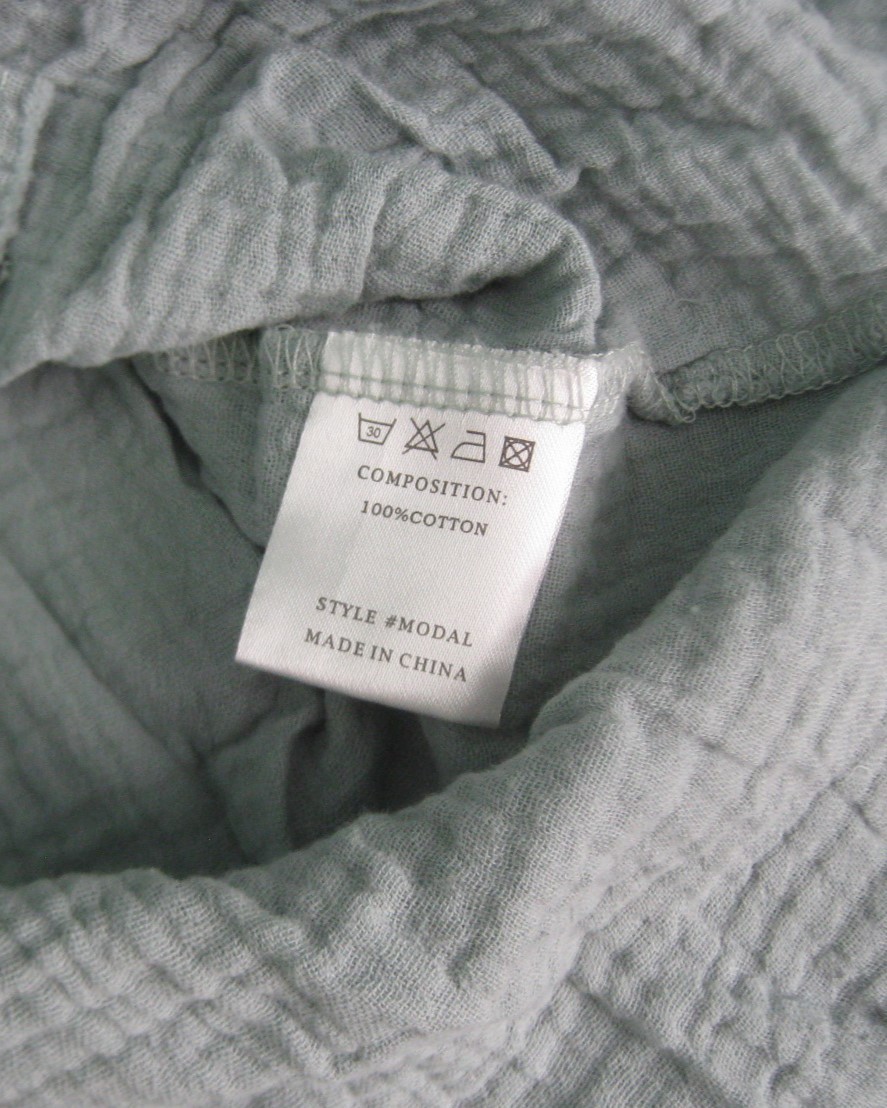 30
COMPOSITION:
100%COTTON
STYLE #MODAL
MADE IN CHINA